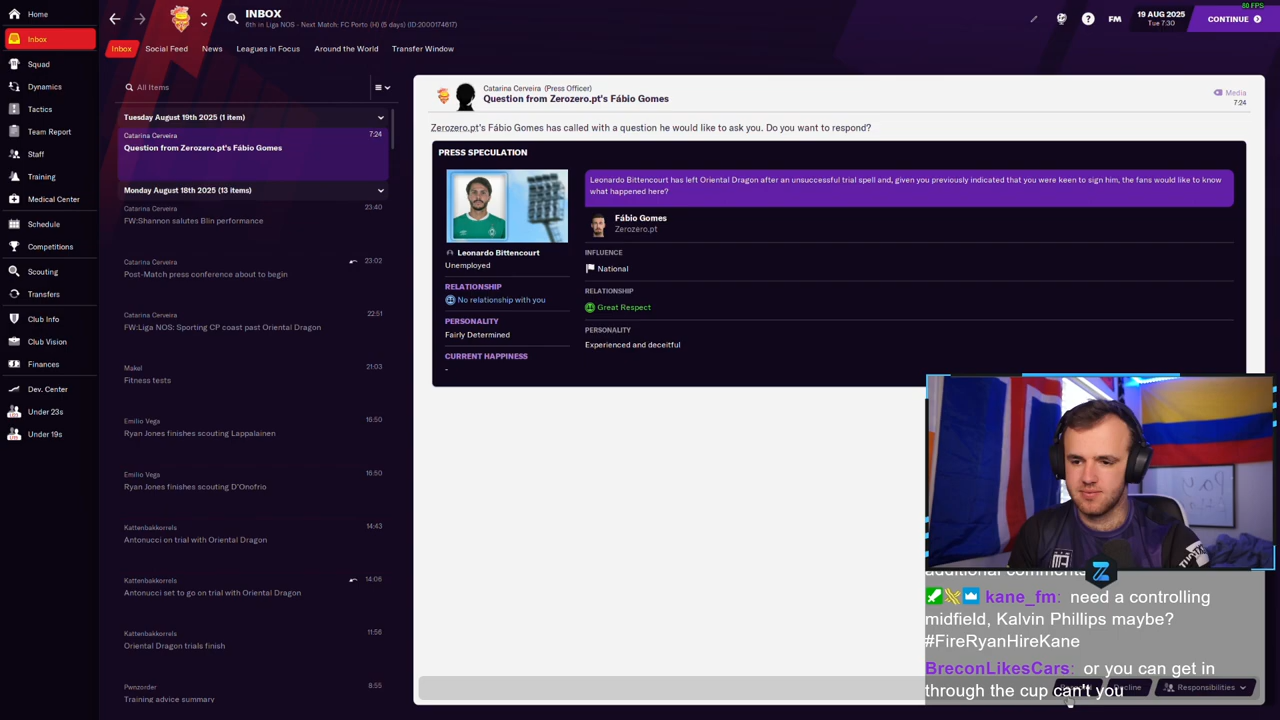 Home
Inbox
Squad
Dynamics
Tactics
Team Report
Staff
Training
Medical Center
Schedule
Competitions
Scouting
Transfers
Club Info
Club Vision
Finances
Dev. Center
Under 23s
Under 19s
INBOX
6th in Liga NOS - Next Match: FC Porto (H) (5 days) (ID:2000174617)
80 FPS
FM
19 AUG 2025
Tue 7:30
CONTINUE
Inbox
Social Feed
News
Leagues in Focus
Around the World
Transfer Window
All Items
Tuesday August 19th 2025 (1 item)
Catarina Cerveira 7:24
Question from Zerozero.pt's Fábio Gomes
Monday August 18th 2025 (13 items)
Catarina Cerveira 23:40
FW:Shannon salutes Blin performance
Catarina Cerveira 23:02
Post-Match press conference about to begin
Catarina Cerveira 22:51
FW:Liga NOS: Sporting CP coast past Oriental Dragon
Makel 21:03
Fitness tests
Emilio Vega 16:50
Ryan Jones finishes scouting Lappalainen
Emilio Vega 16:50
Ryan Jones finishes scouting D'Onofrio
Kattenbakkorrels 14:43
Antonucci on trial with Oriental Dragon
Kattenbakkorrels 14:06
Antonucci set to go on trial with Oriental Dragon
Kattenbakkorrels 11:56
Oriental Dragon trials finish
Pwnzorder 8:55
Training advice summary
Catarina Cerveira (Press Officer)
Question from Zerozero.pt's Fábio Gomes
Media
7:24
Zerozero.pt's Fábio Gomes has called with a question he would like to ask you. Do you want to respond?
PRESS SPECULATION
Leonardo Bittencourt has left Oriental Dragon after an unsuccessful trial spell and, given you previously indicated that you were keen to sign him, the fans would like to know
what happened here?
Fábio Gomes
Zerozero.pt
Leonardo Bittencourt
Unemployed
RELATIONSHIP
No relationship with you
PERSONALITY
Fairly Determined
CURRENT HAPPINESS
-
INFLUENCE
National
RELATIONSHIP
Great Respect
PERSONALITY
Experienced and deceitful
additional comments
kane_fm: need a controlling
midfield, Kalvin Phillips maybe?
#FireRyanHireKane
BreconLikesCars: or you can get in
through the cup can't you
Responsibilities